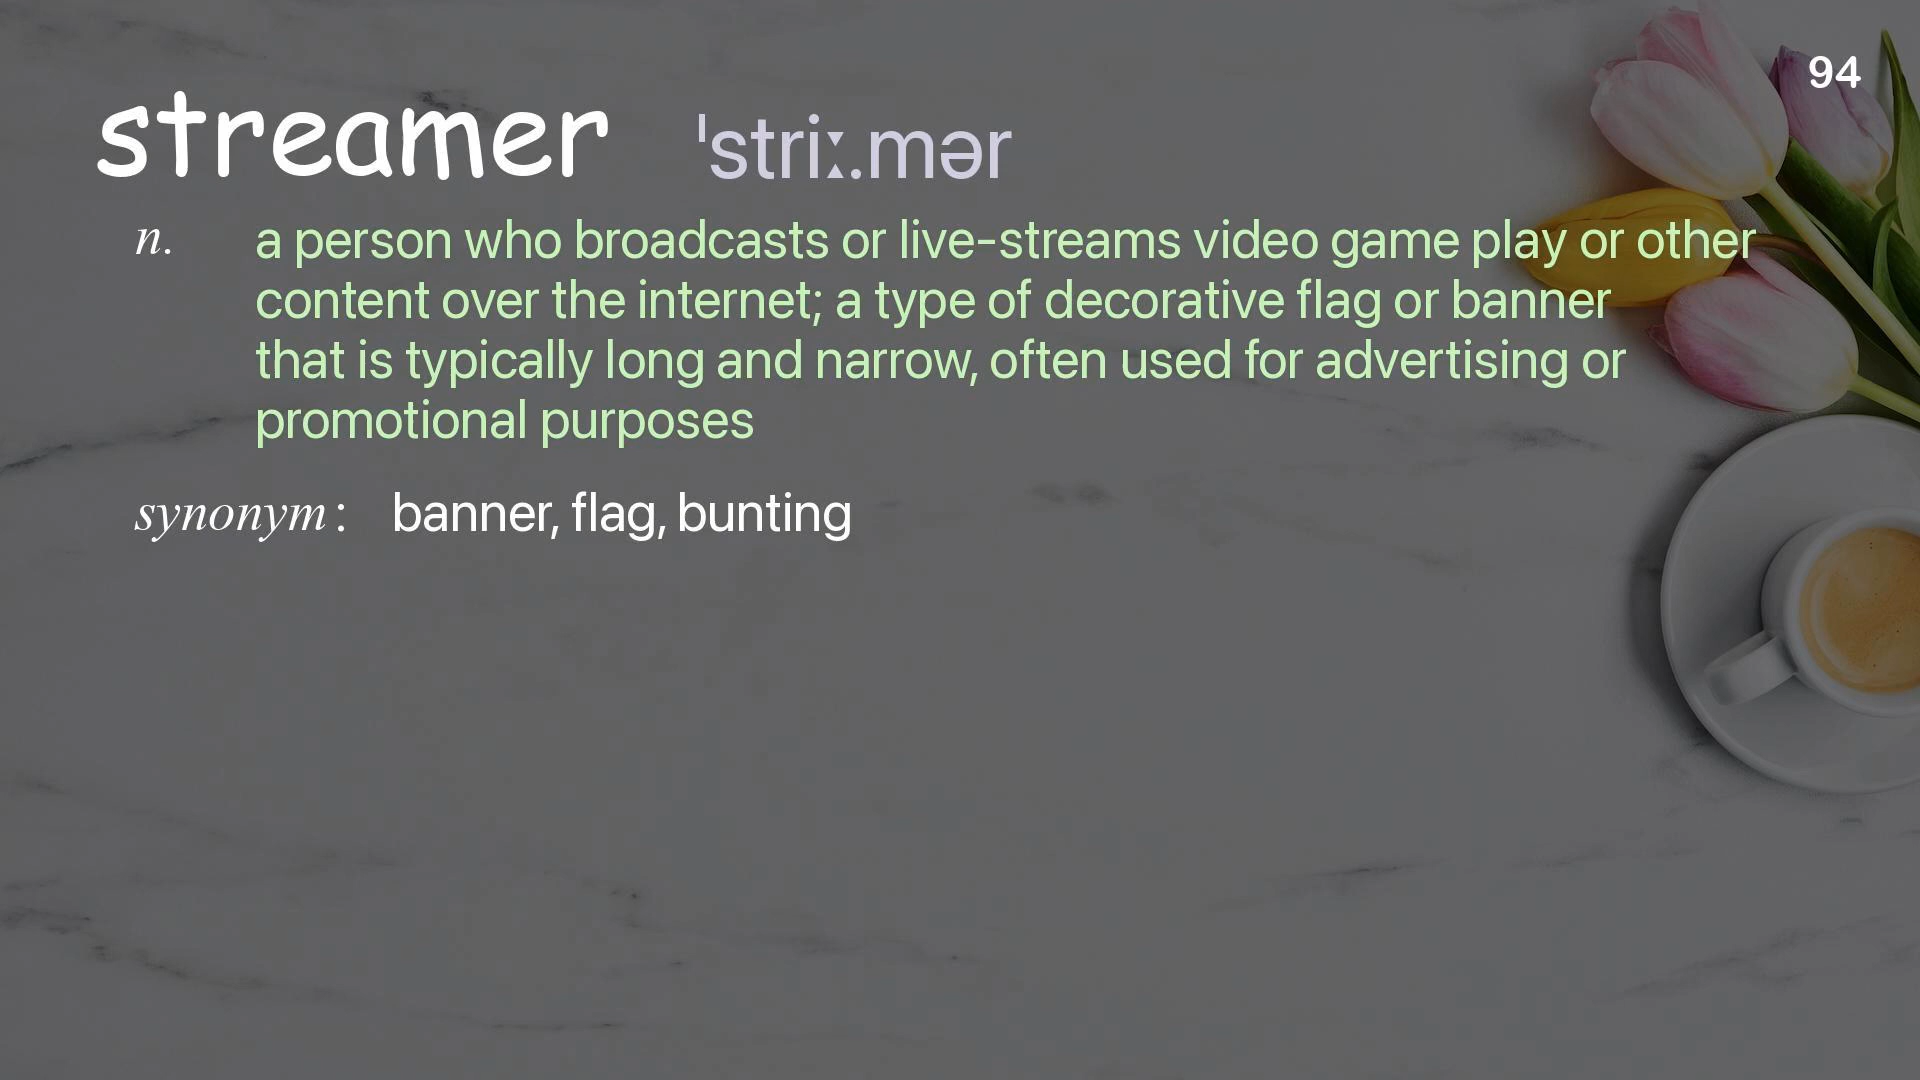 94
streamer ˈstriː.mər
n. a person who broadcasts or live-streams video game play or other
content over the internet; a type of decorative flag or banner
that is typically long and narrow, often used for advertising or
promotional purposes
synonym: banner, flag, bunting